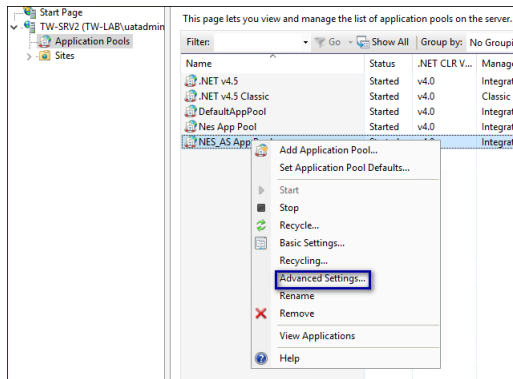 Start Page
TW-SRV2 (TW-LAB\uatadmin
Application Pools
Sites
This page lets you view and manage the list of application pools on the server.
Filter: Go Show All Group by: No Groupi
Name Status .NET CLR V... Manag
.NET v4.5 Started v4.0 Integrat
.NET v4.5 Classic Started v4.0 Classic
DefaultAppPool Started v4.0 Integrat
Nes App Pool Started v4.0 Integrat
NES_AS App Integrat
Add Application Pool...
Set Application Pool Defaults...
Start
Stop
Recycle...
Basic Settings...
Recycling...
Advanced Settings...
Rename
Remove
View Applications
Help